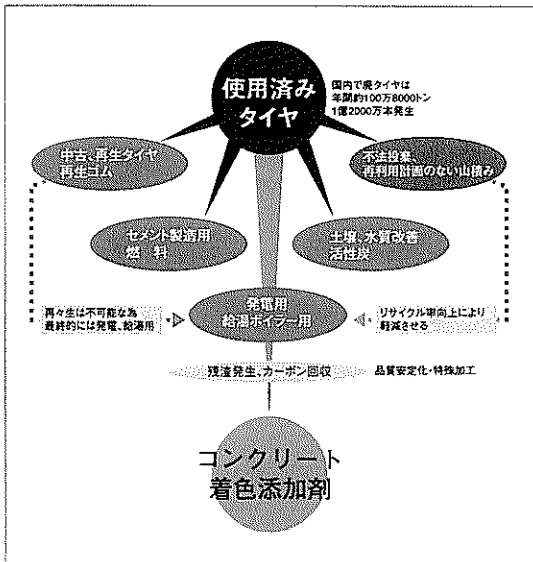 使用済み
タイヤ
国内で廃タイヤは
年間約100万8000トン
1億2000万本発生
中古、再生タイヤ
再生ゴム
不法投棄、
再利用計画のない山積み
セメント製造用
燃 料
土壌、水質改善
活性炭
発電用
給湯ボイラー用
再々生は不可能な為
最終的には発電、給湯用
リサイクル率向上により
軽減させる
残渣発生、カーボン回収
品質安定化・特殊加工
コンクリート
着色添加剤